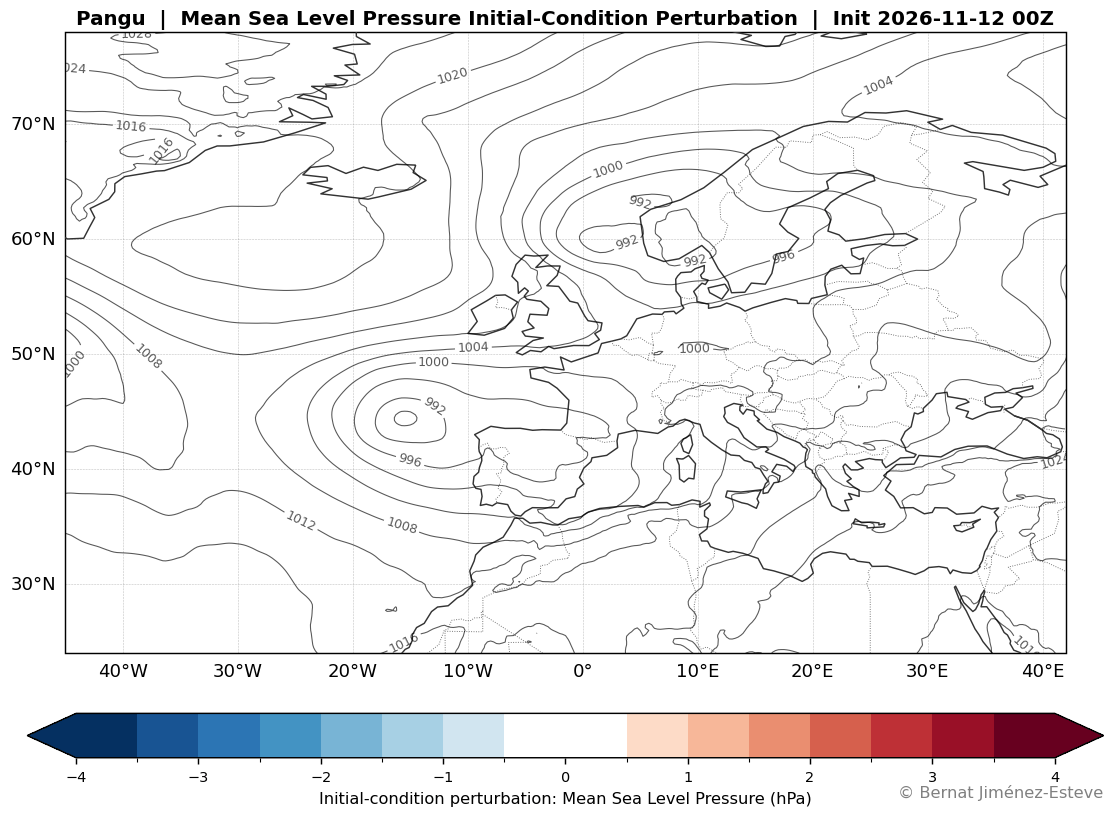 Pangu | Mean Sea Level Pressure Initial-Condition Perturbation | Init 2026-11-12 00Z
1028
024
1020
1004
1016
1016
70°N
1000
992
60°N
992
992
996
1008
1000
50°N
1004
1000
1000
992
996
40°N
1024
1012
1008
30°N
1016
101
40°W 30°W 20°W 10°W 0° 10°E 20°E 30°E 40°E
−4 −3 −2 −1 0 1 2 3 4
Initial-condition perturbation: Mean Sea Level Pressure (hPa)
© Bernat Jiménez-Esteve